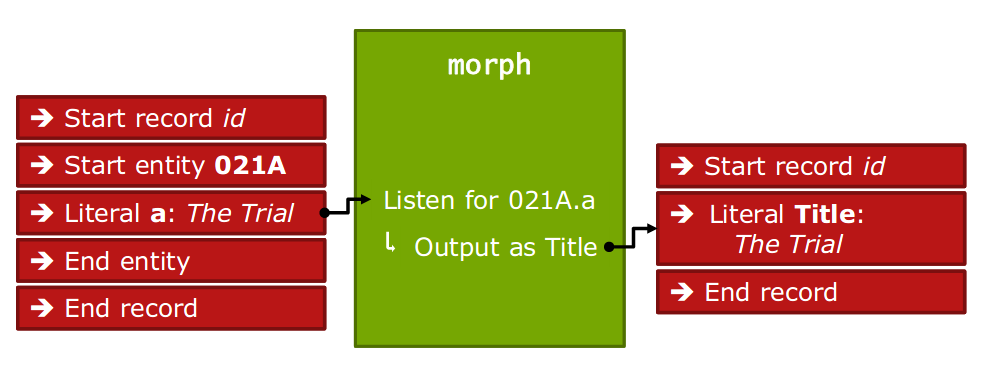 morph
➔ Start record id
➔ Start entity 021A
➔ Literal a: The Trial
➔ End entity
➔ End record
Listen for 021A.a
↳ Output as Title
➔ Start record id
➔ Literal Title:
The Trial
➔ End record